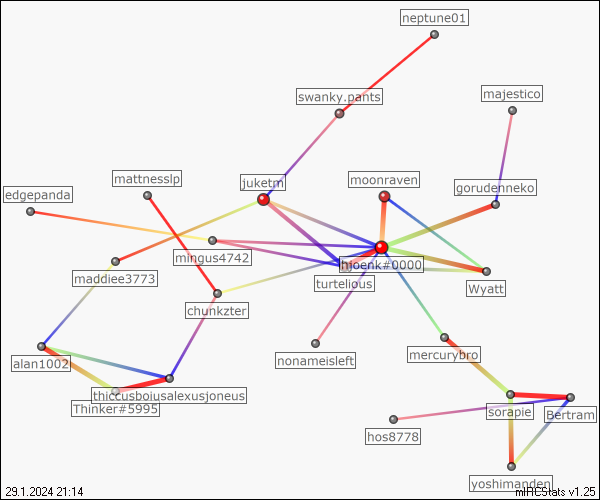 neptune01
majestico
swanky.pants
mattnesslp
edgepanda
juketm
moonraven
gorudenneko
mingus4742
hjoenk#0000
maddiee3773
turtelious
Wyatt
chunkzter
alan1002
nonameisleft
mercurybro
thiccusboiusalexusjoneus
Thinker#5995
sorapie
Bertram
hos8778
yoshimanden
29.1.2024 21:14
mIRCStats v1.25